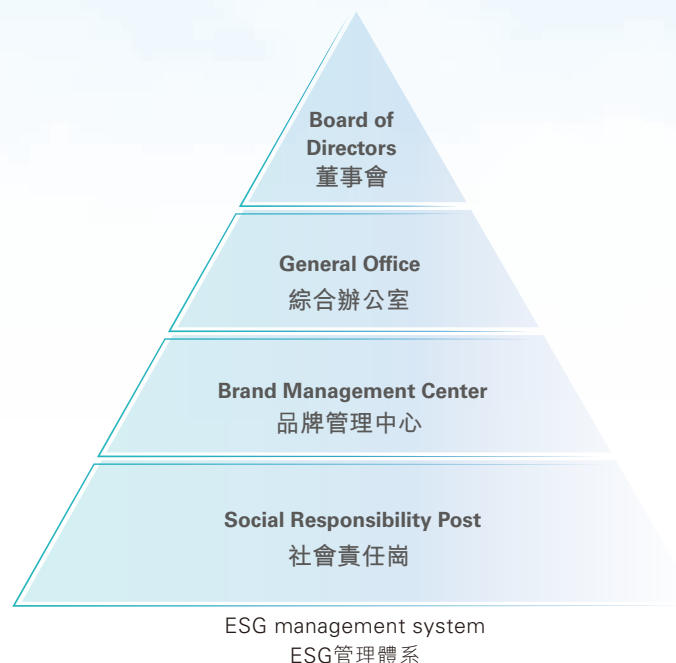 Board of
Directors
董事會
General Office
綜合辦公室
Brand Management Center
品牌管理中心
Social Responsibility Post
社會責任崗
ESG management system
ESG管理體系